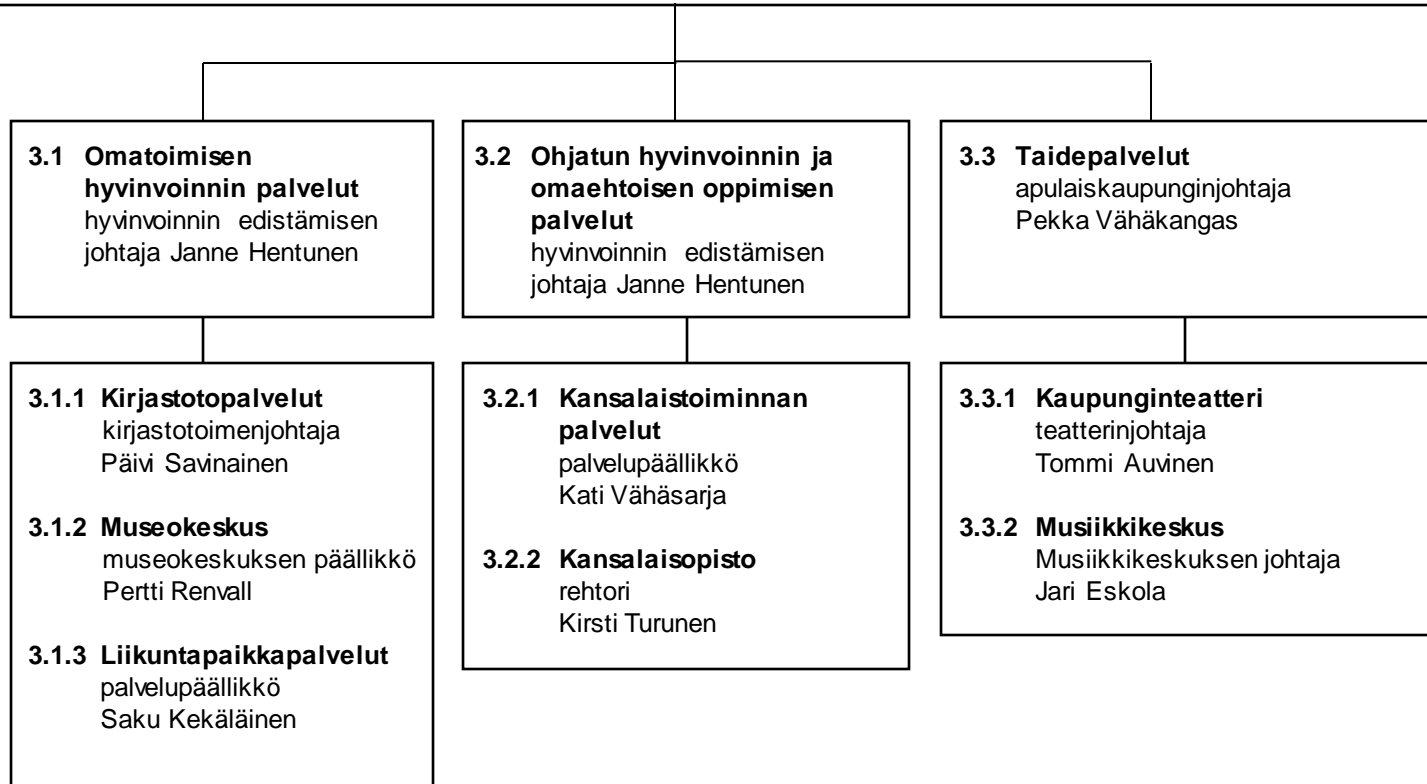 3.1 Omatoimisen
hyvinvoinnin palvelut
hyvinvoinnin edistämisen
johtaja Janne Hentunen
3.2 Ohjatun hyvinvoinnin ja
omaehtoisen oppimisen
palvelut
hyvinvoinnin edistämisen
johtaja Janne Hentunen
3.3 Taidepalvelut
apulaiskaupunginjohtaja
Pekka Vähäkangas
3.1.1 Kirjastotopalvelut
kirjastotoimenjohtaja
Päivi Savinainen
3.1.2 Museokeskus
museokeskuksen päällikkö
Pertti Renvall
3.1.3 Liikuntapaikkapalvelut
palvelupäällikkö
Saku Kekäläinen
3.2.1 Kansalaistoiminnan
palvelut
palvelupäällikkö
Kati Vähäsarja
3.2.2 Kansalaisopisto
rehtori
Kirsti Turunen
3.3.1 Kaupunginteatteri
teatterinjohtaja
Tommi Auvinen
3.3.2 Musiikkikeskus
Musiikkikeskuksen johtaja
Jari Eskola